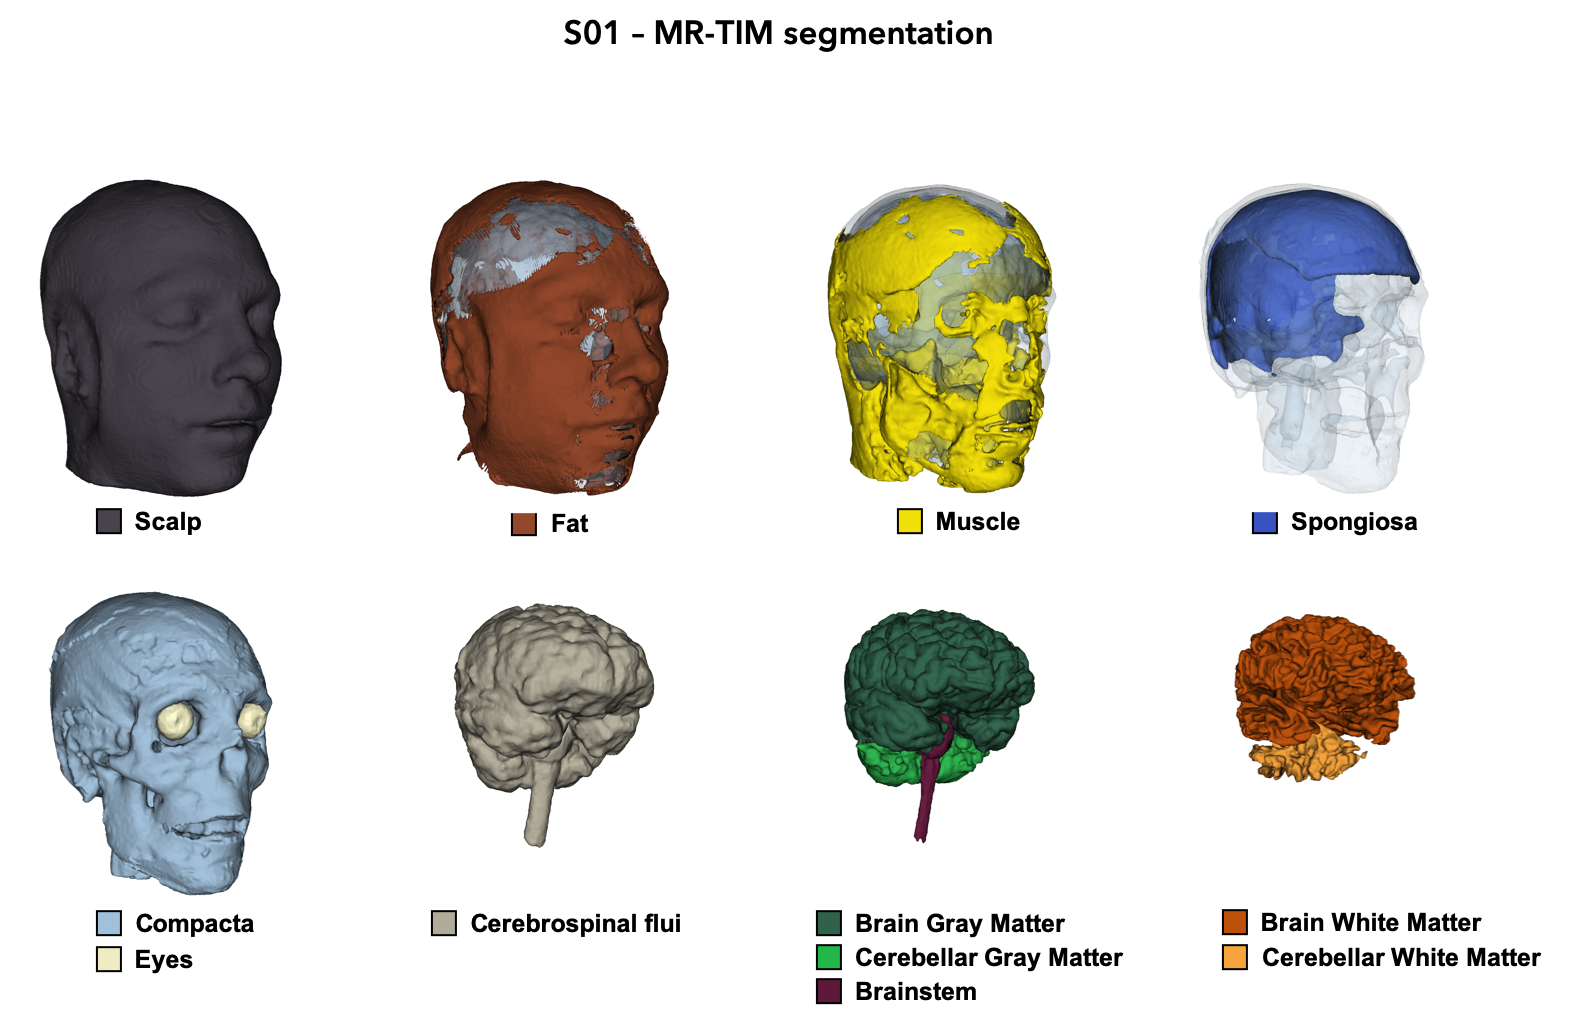 S01 – MR-TIM segmentation
Scalp
Fat
Muscle
Spongiosa
Compacta
Eyes
Cerebrospinal flui
Brain Gray Matter
Cerebellar Gray Matter
Brainstem
Brain White Matter
Cerebellar White Matter